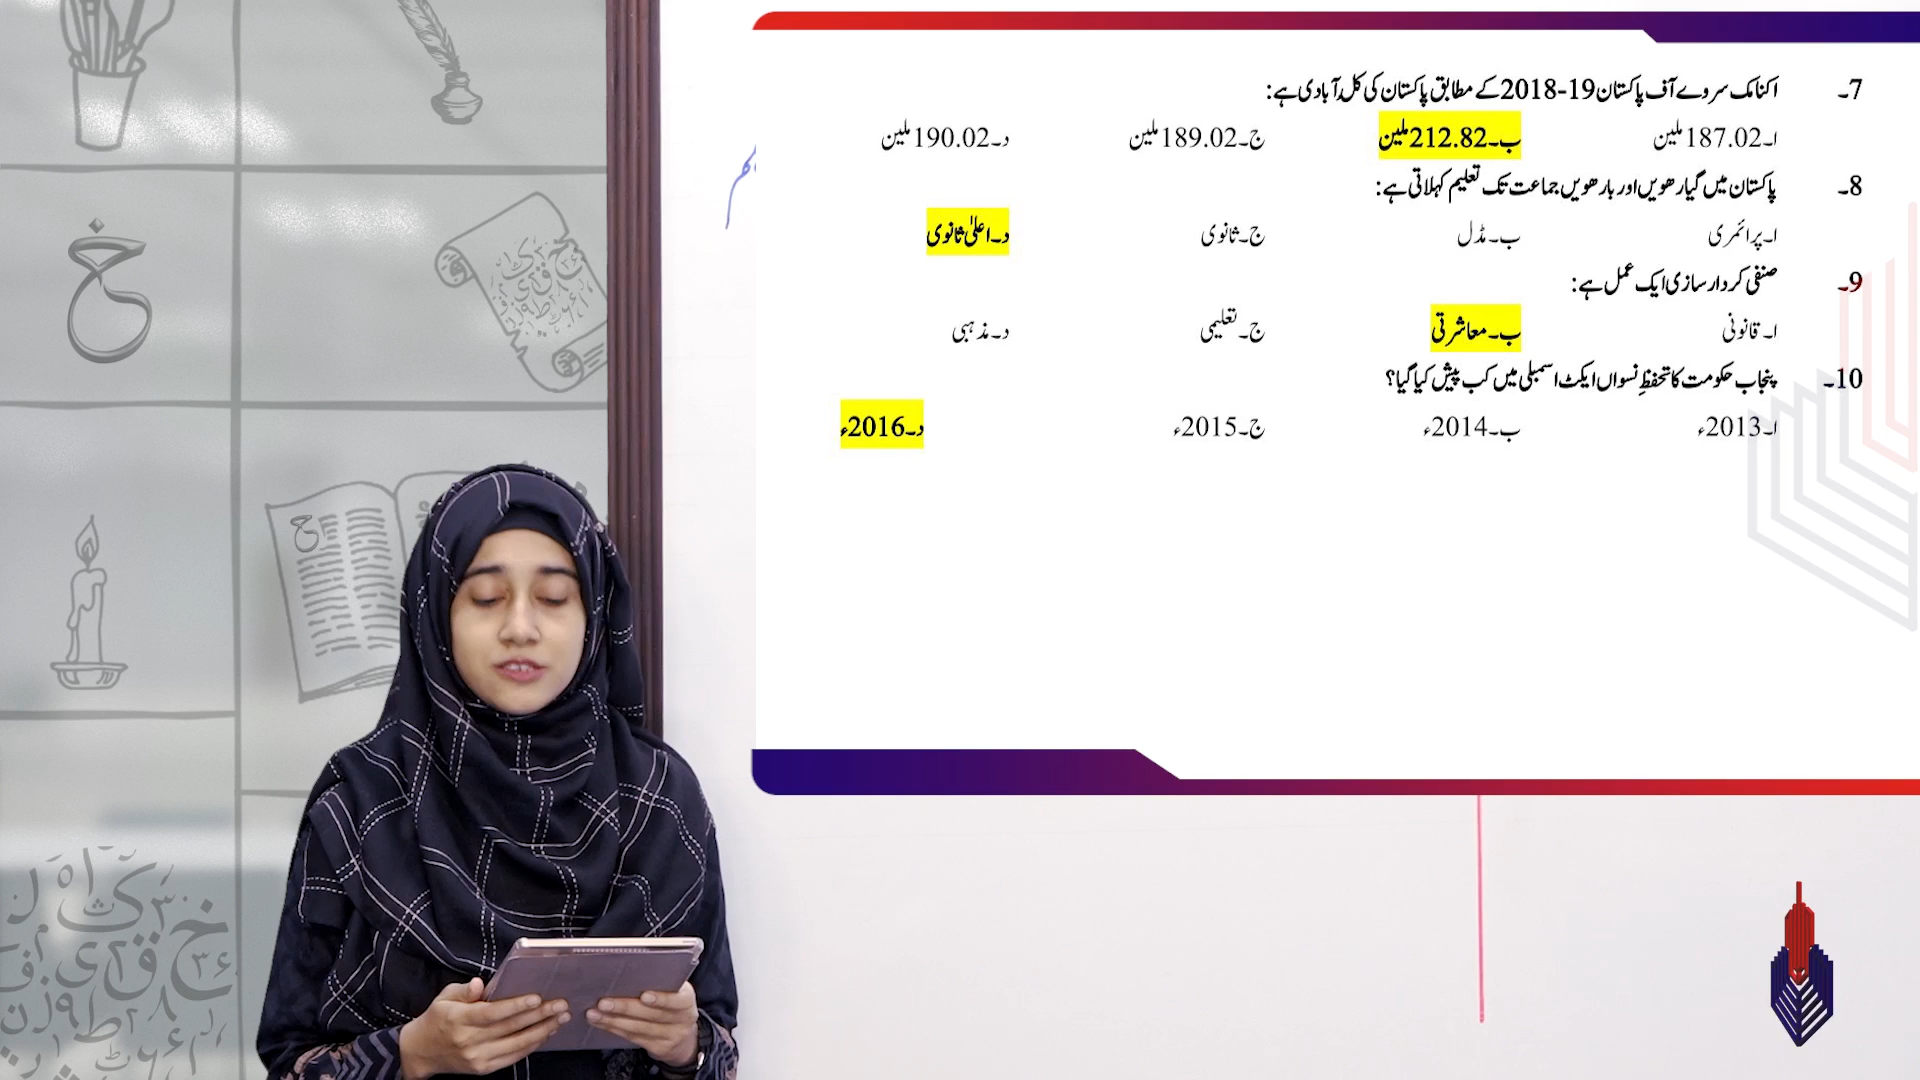 7۔ اکنامک سروے آف پاکستان 19-2018 کے مطابق پاکستان کی کل آبادی ہے:
ا۔187.02 ملین ب۔212.82 ملین ج۔189.02 ملین د۔190.02 ملین
8۔ پاکستان میں گیارھویں اور بارھویں جماعت تک تعلیم کہلاتی ہے:
ا۔پرائمری ب۔مڈل ج۔ثانوی د۔اعلیٰ ثانوی
9۔ صنفی کردار سازی ایک عمل ہے:
ا۔ قانونی ب۔معاشرتی ج۔تعلیمی د۔مذہبی
10۔ پنجاب حکومت کا تحفظِ نسواں ایکٹ اسمبلی میں کب پیش کیا گیا؟
ا۔2013ء ب۔2014ء ج۔2015ء د۔2016ء
خ